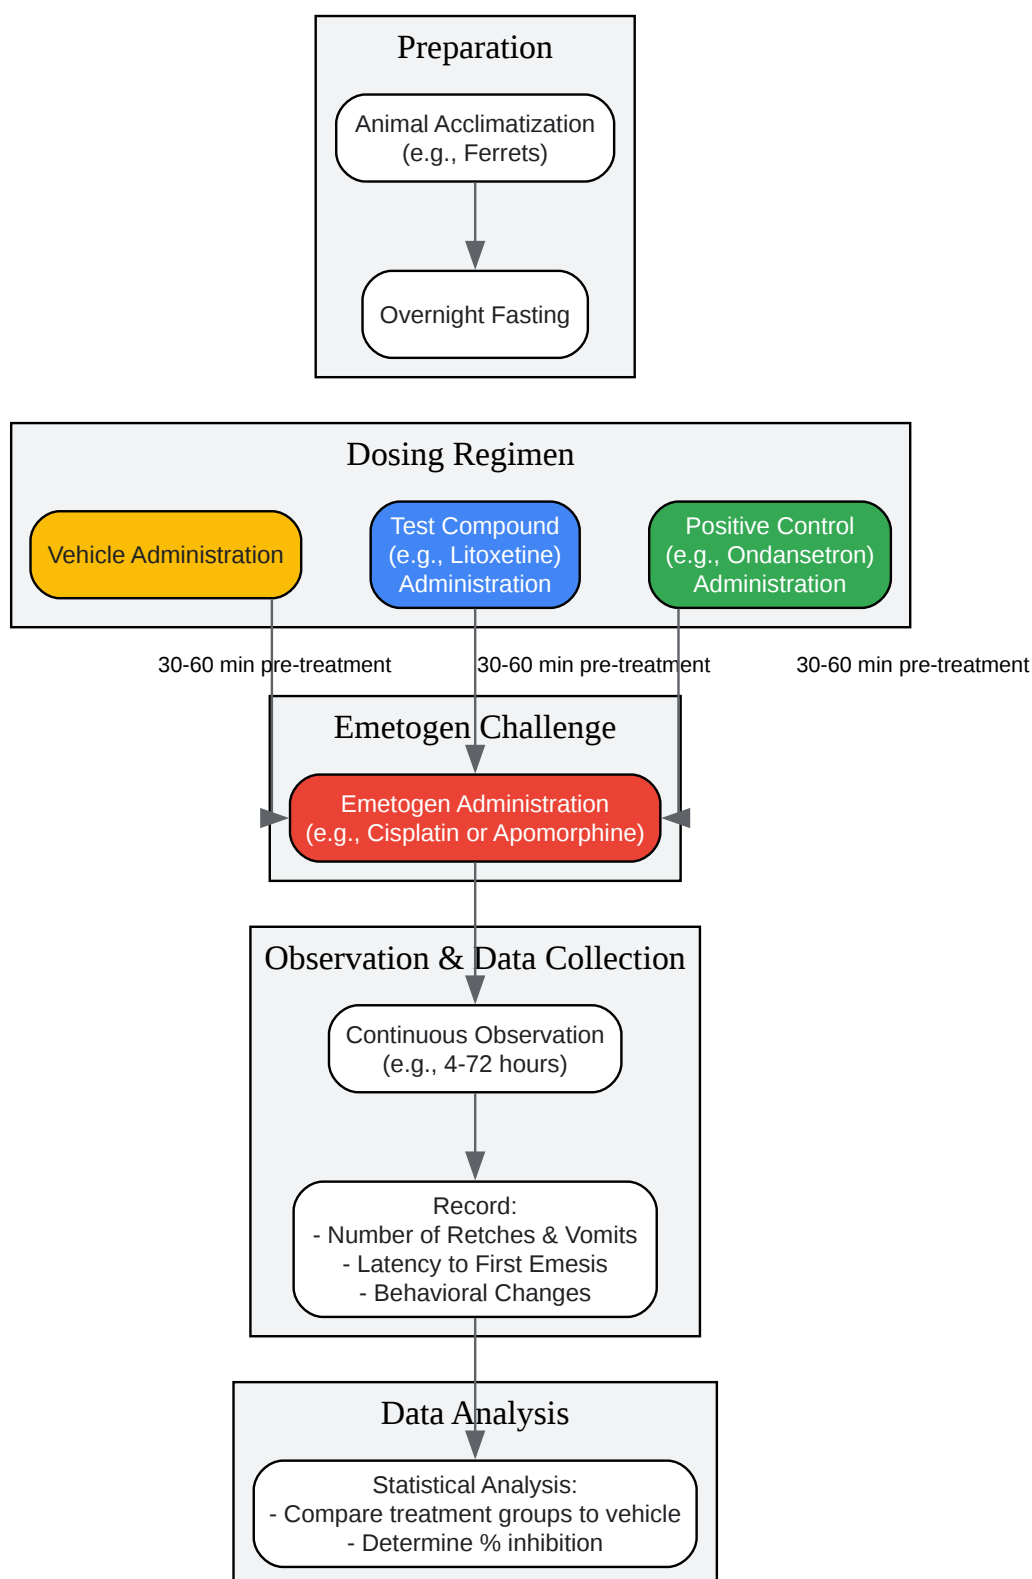 Preparation
Animal Acclimatization
(e.g., Ferrets)
Overnight Fasting
Dosing Regimen
Vehicle Administration
Test Compound
(e.g., Litoxetine)
Administration
Positive Control
(e.g., Ondansetron)
Administration
30-60 min pre-treatment
30-60 min pre-treatment
30-60 min pre-treatment
Emetogen Challenge
Emetogen Administration
(e.g., Cisplatin or Apomorphine)
Observation & Data Collection
Continuous Observation
(e.g., 4-72 hours)
Record:
- Number of Retches & Vomits
- Latency to First Emesis
- Behavioral Changes
Data Analysis
Statistical Analysis:
- Compare treatment groups to vehicle
- Determine % inhibition